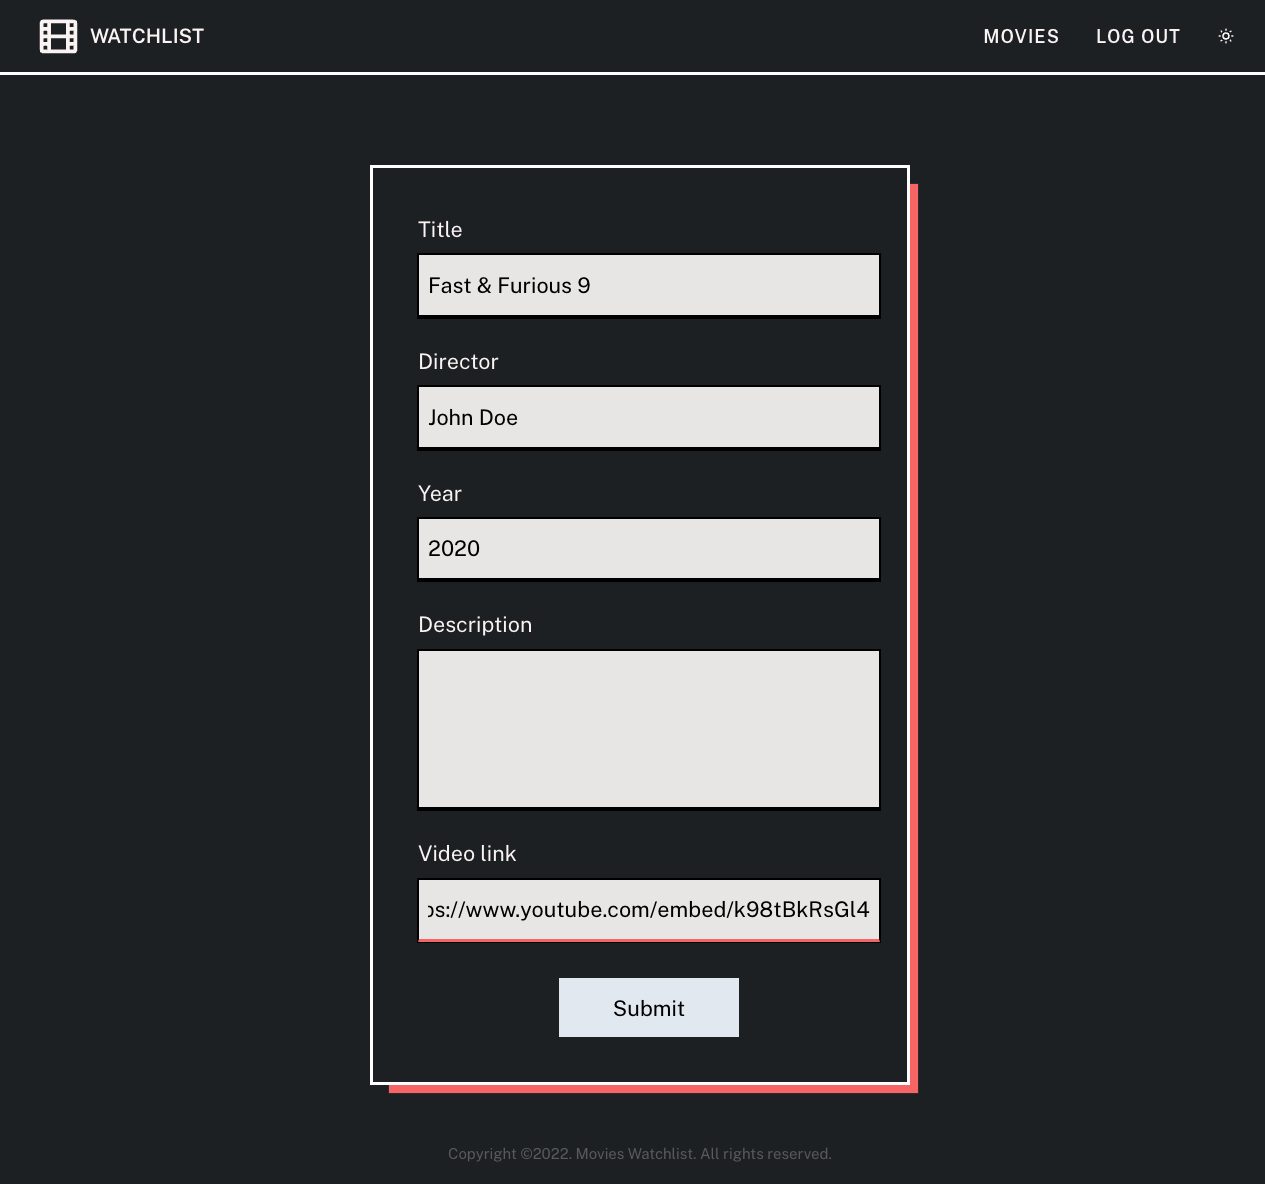 WATCHLIST
MOVIES LOG OUT
Title
Fast & Furious 9
Director
John Doe
Year
2020
Description
Video link
os://www.youtube.com/embed/k98tBkRsGl4
Submit
Copyright ©2022. Movies Watchlist. All rights reserved.